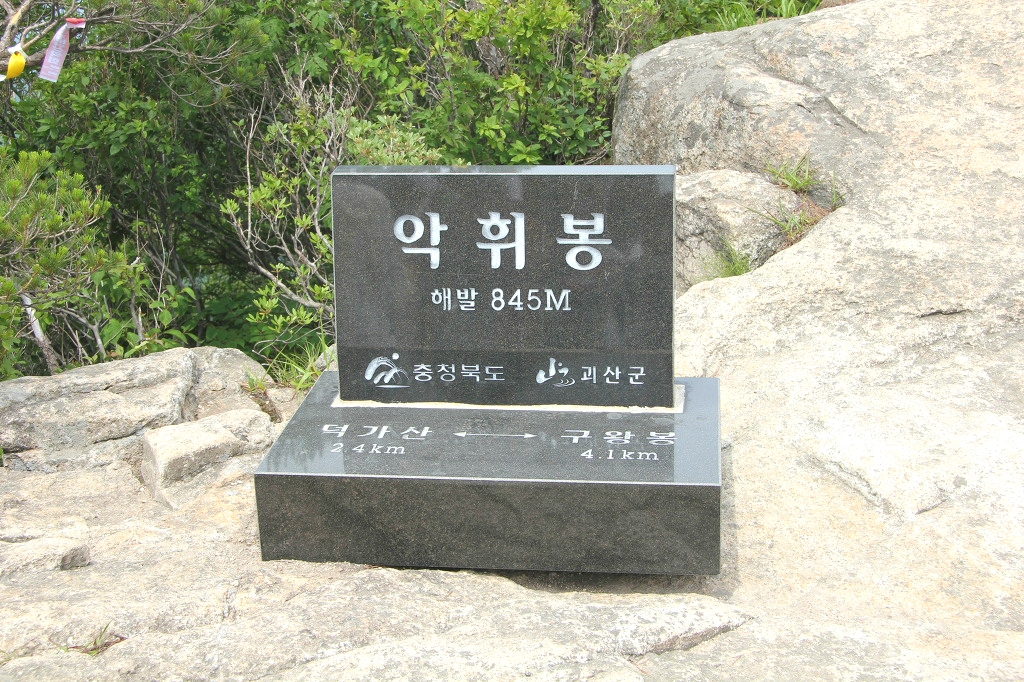 악휘봉
해발 845M
충청북도 괴산군
덕가산 ↔ 구왕봉
2.4km 4.1km